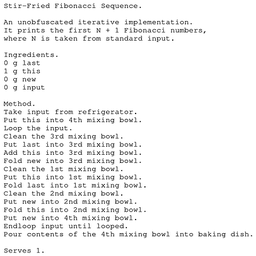 Stir-Fried Fibonacci Sequence.

An unobfuscated iterative implementation.
It prints the first N + 1 Fibonacci numbers,
where N is taken from standard input.

Ingredients.
0 g last
1 g this
0 g new
0 g input

Method.
Take input from refrigerator.
Put this into 4th mixing bowl.
Loop the input.
Clean the 3rd mixing bowl.
Put last into 3rd mixing bowl.
Add this into 3rd mixing bowl.
Fold new into 3rd mixing bowl.
Clean the 1st mixing bowl.
Put this into 1st mixing bowl.
Fold last into 1st mixing bowl.
Clean the 2nd mixing bowl.
Put new into 2nd mixing bowl.
Fold this into 2nd mixing bowl.
Put new into 4th mixing bowl.
Endloop input until looped.
Pour contents of the 4th mixing bowl into baking dish.

Serves 1.